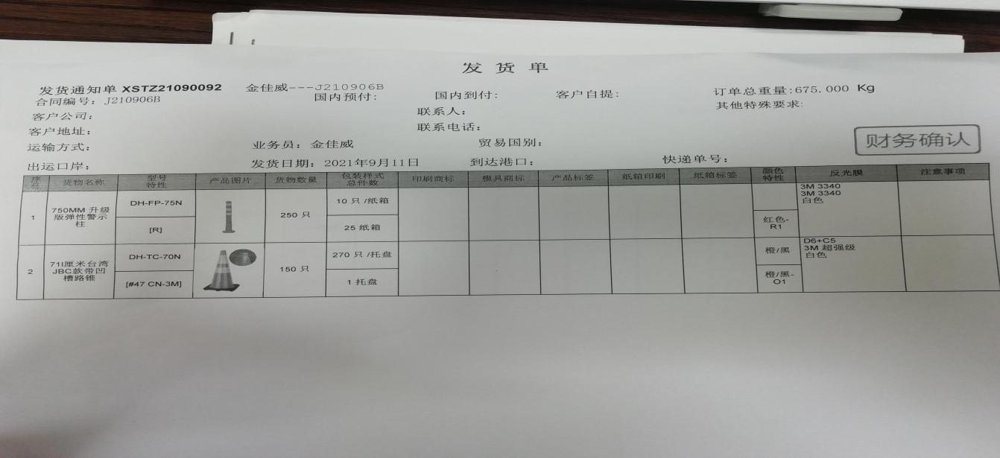 发 货 单
发货通知单 XSTZ21090092 金佳威---J210906B
合同编号：J210906B 国内预付： 国内到付： 客户自提： 订单总重量:675.000 Kg
客户公司： 联系人： 其他特殊要求:
客户地址： 联系电话：
运输方式： 业务员：金佳威 贸易国别： 财务确认
出运口岸： 发货日期：2021年9月11日 到达港口： 快递单号：
序号 货物名称 型号 特性 产品图片 货物数量 包装样式 总件数 印刷商标 模具商标 产品标签 纸箱印刷 纸箱标签 颜色 特性 反光膜 注意事项
1
750MM 升级
版弹性警示
柱
DH-FP-75N
[R]
250 只
10 只 /纸箱
25 纸箱
红色-
R1
3M 3340
3M 3340
白色
2
厘米台湾
JBC款带凹
槽路锥
DH-TC-70N
[#47 CN-3M]
150 只
270 只 /托盘
1 托盘
橙/黑
橙/黑-
O1
D6+C5
3M 超强级
白色